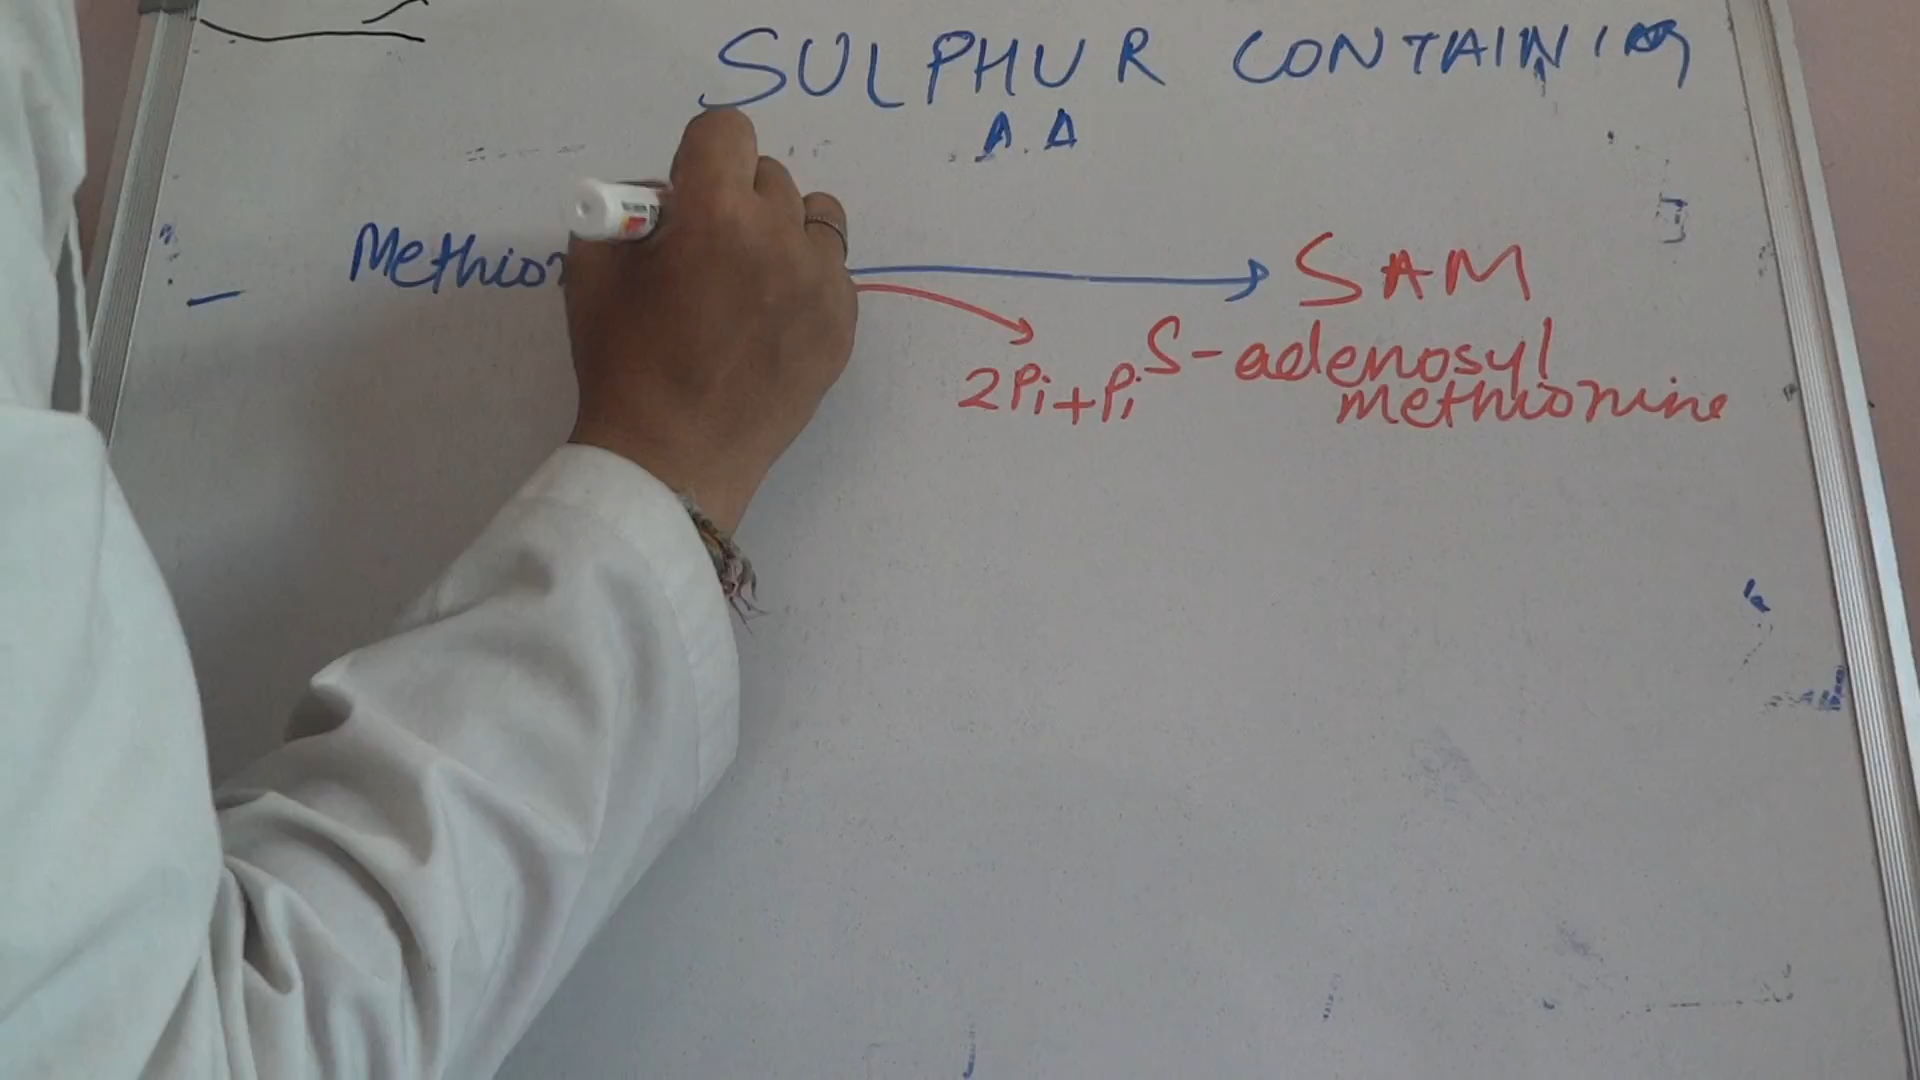 SULPHUR CONTAINING
A.A
Methion
SAM
S-adenosyl
methionine
2Pi+Pi